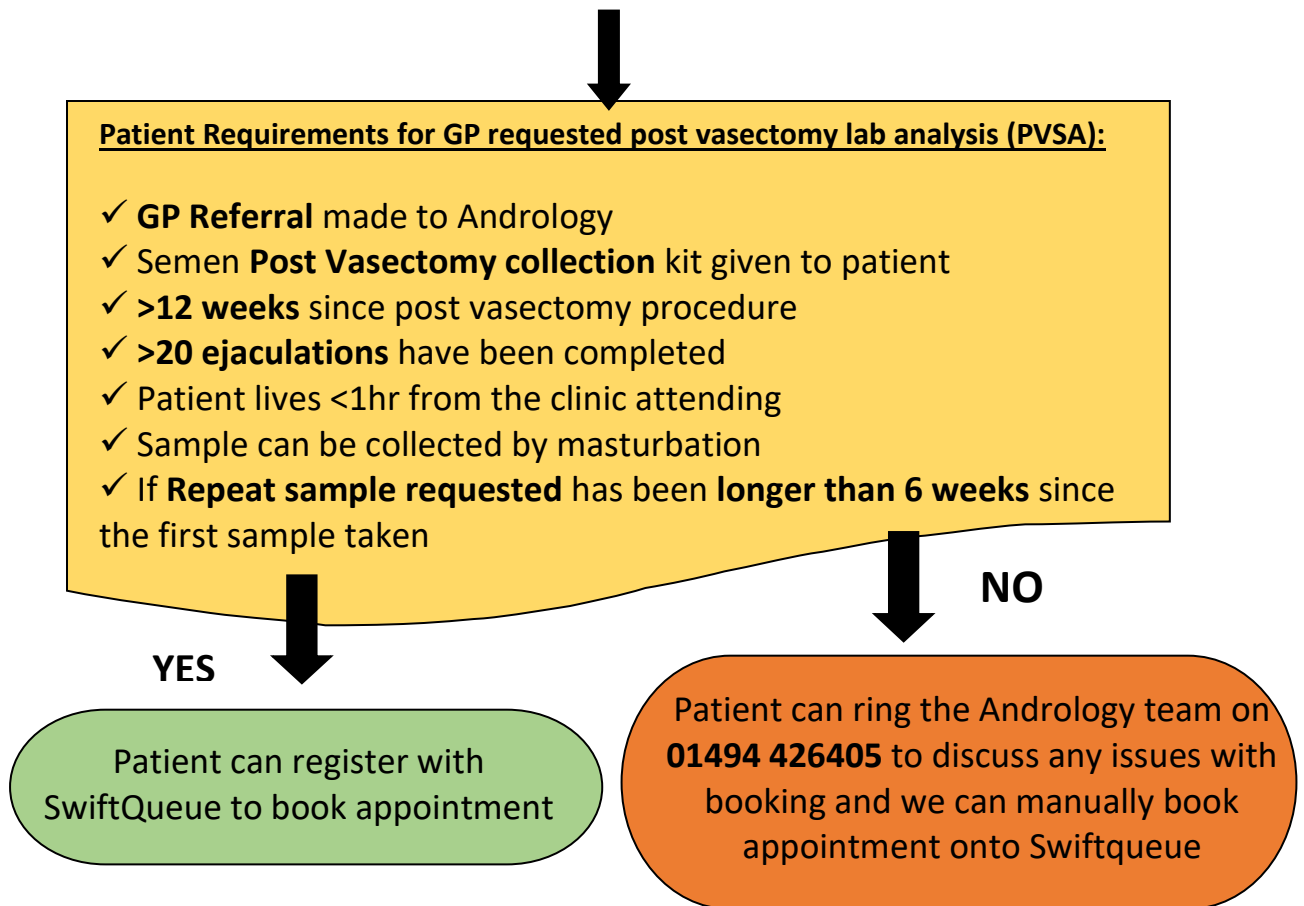 Patient Requirements for GP requested post vasectomy lab analysis (PVSA):
✓ GP Referral made to Andrology
✓ Semen Post Vasectomy collection kit given to patient
✓ >12 weeks since post vasectomy procedure
✓ >20 ejaculations have been completed
✓ Patient lives <1hr from the clinic attending
✓ Sample can be collected by masturbation
✓ If Repeat sample requested has been longer than 6 weeks since
the first sample taken
YES
NO
Patient can register with
SwiftQueue to book appointment
Patient can ring the Andrology team on
01494 426405 to discuss any issues with
booking and we can manually book
appointment onto Swiftqueue